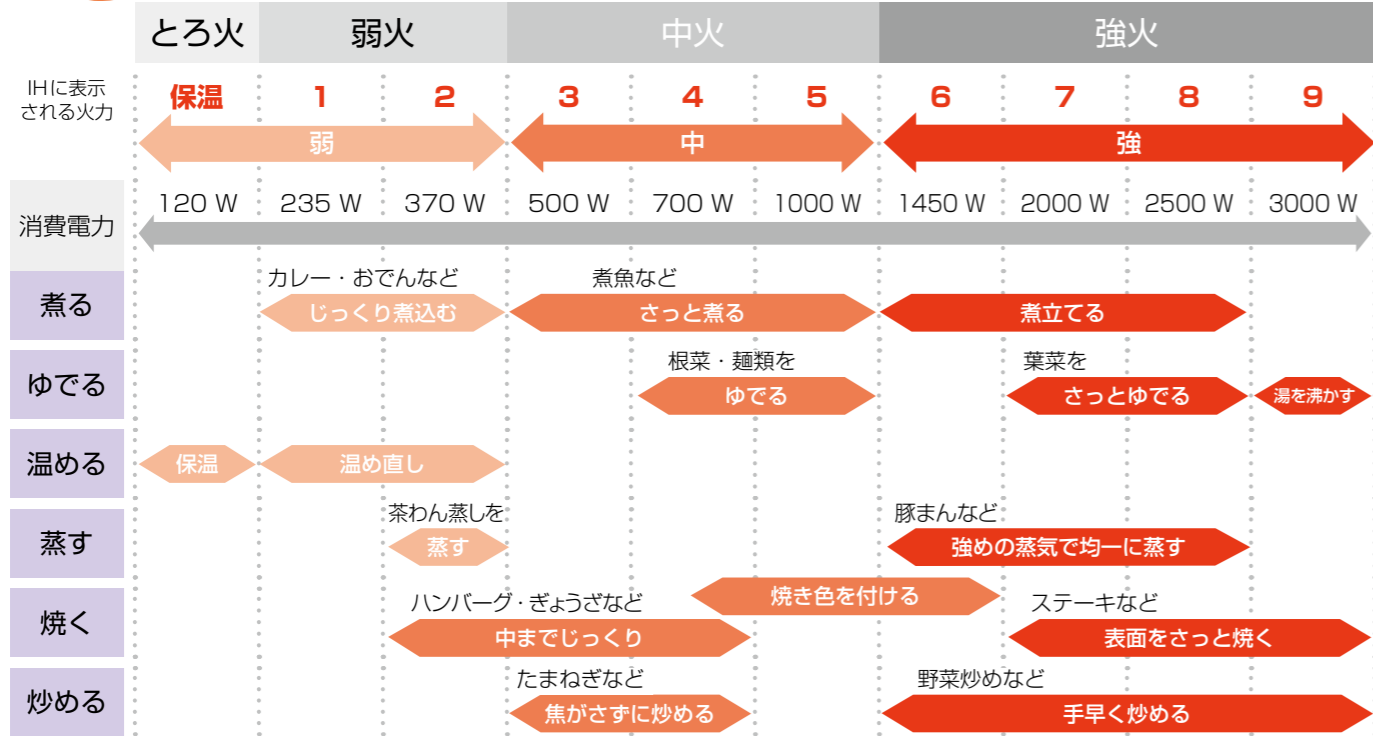 とろ火 弱火 中火 強火
IHに表示
される火力
保温 1 2 3 4 5 6 7 8 9
弱 中 強
消費電力
120 W 235 W 370 W 500 W 700 W 1000 W 1450 W 2000 W 2500 W 3000 W
煮る
カレー・おでんなど 煮魚など
じっくり煮込む さっと煮る 煮立てる
ゆでる
根菜・麺類を 葉菜を
ゆでる さっとゆでる 湯を沸かす
温める
保温 温め直し
蒸す
茶わん蒸しを 豚まんなど
蒸す 強めの蒸気で均一に蒸す
焼く
焼き色を付ける
ハンバーグ・ぎょうざなど ステーキなど
中までじっくり 表面をさっと焼く
炒める
たまねぎなど 野菜炒めなど
焦がさずに炒める 手早く炒める